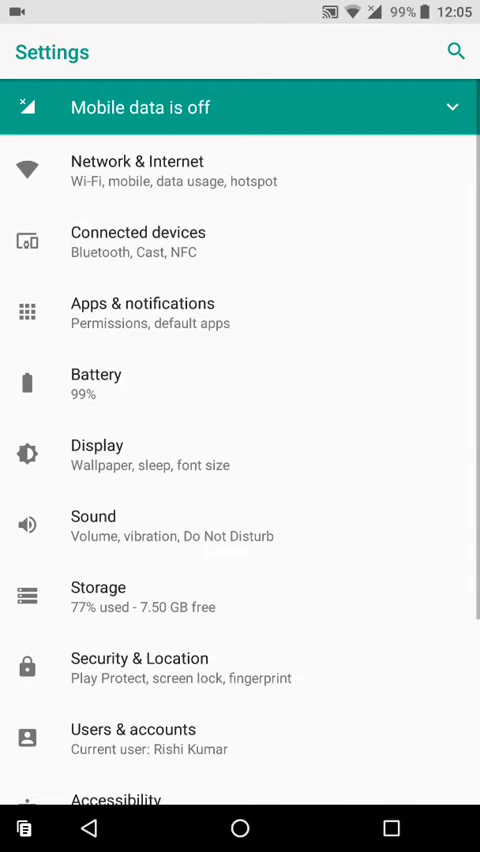 99% 12:05
Settings
Mobile data is off
Network & Internet
Wi-Fi, mobile, data usage, hotspot
Connected devices
Bluetooth, Cast, NFC
Apps & notifications
Permissions, default apps
Battery
99%
Display
Wallpaper, sleep, font size
Sound
Volume, vibration, Do Not Disturb
Storage
77% used - 7.50 GB free
Security & Location
Play Protect, screen lock, fingerprint
Users & accounts
Current user: Rishi Kumar
Accessibility